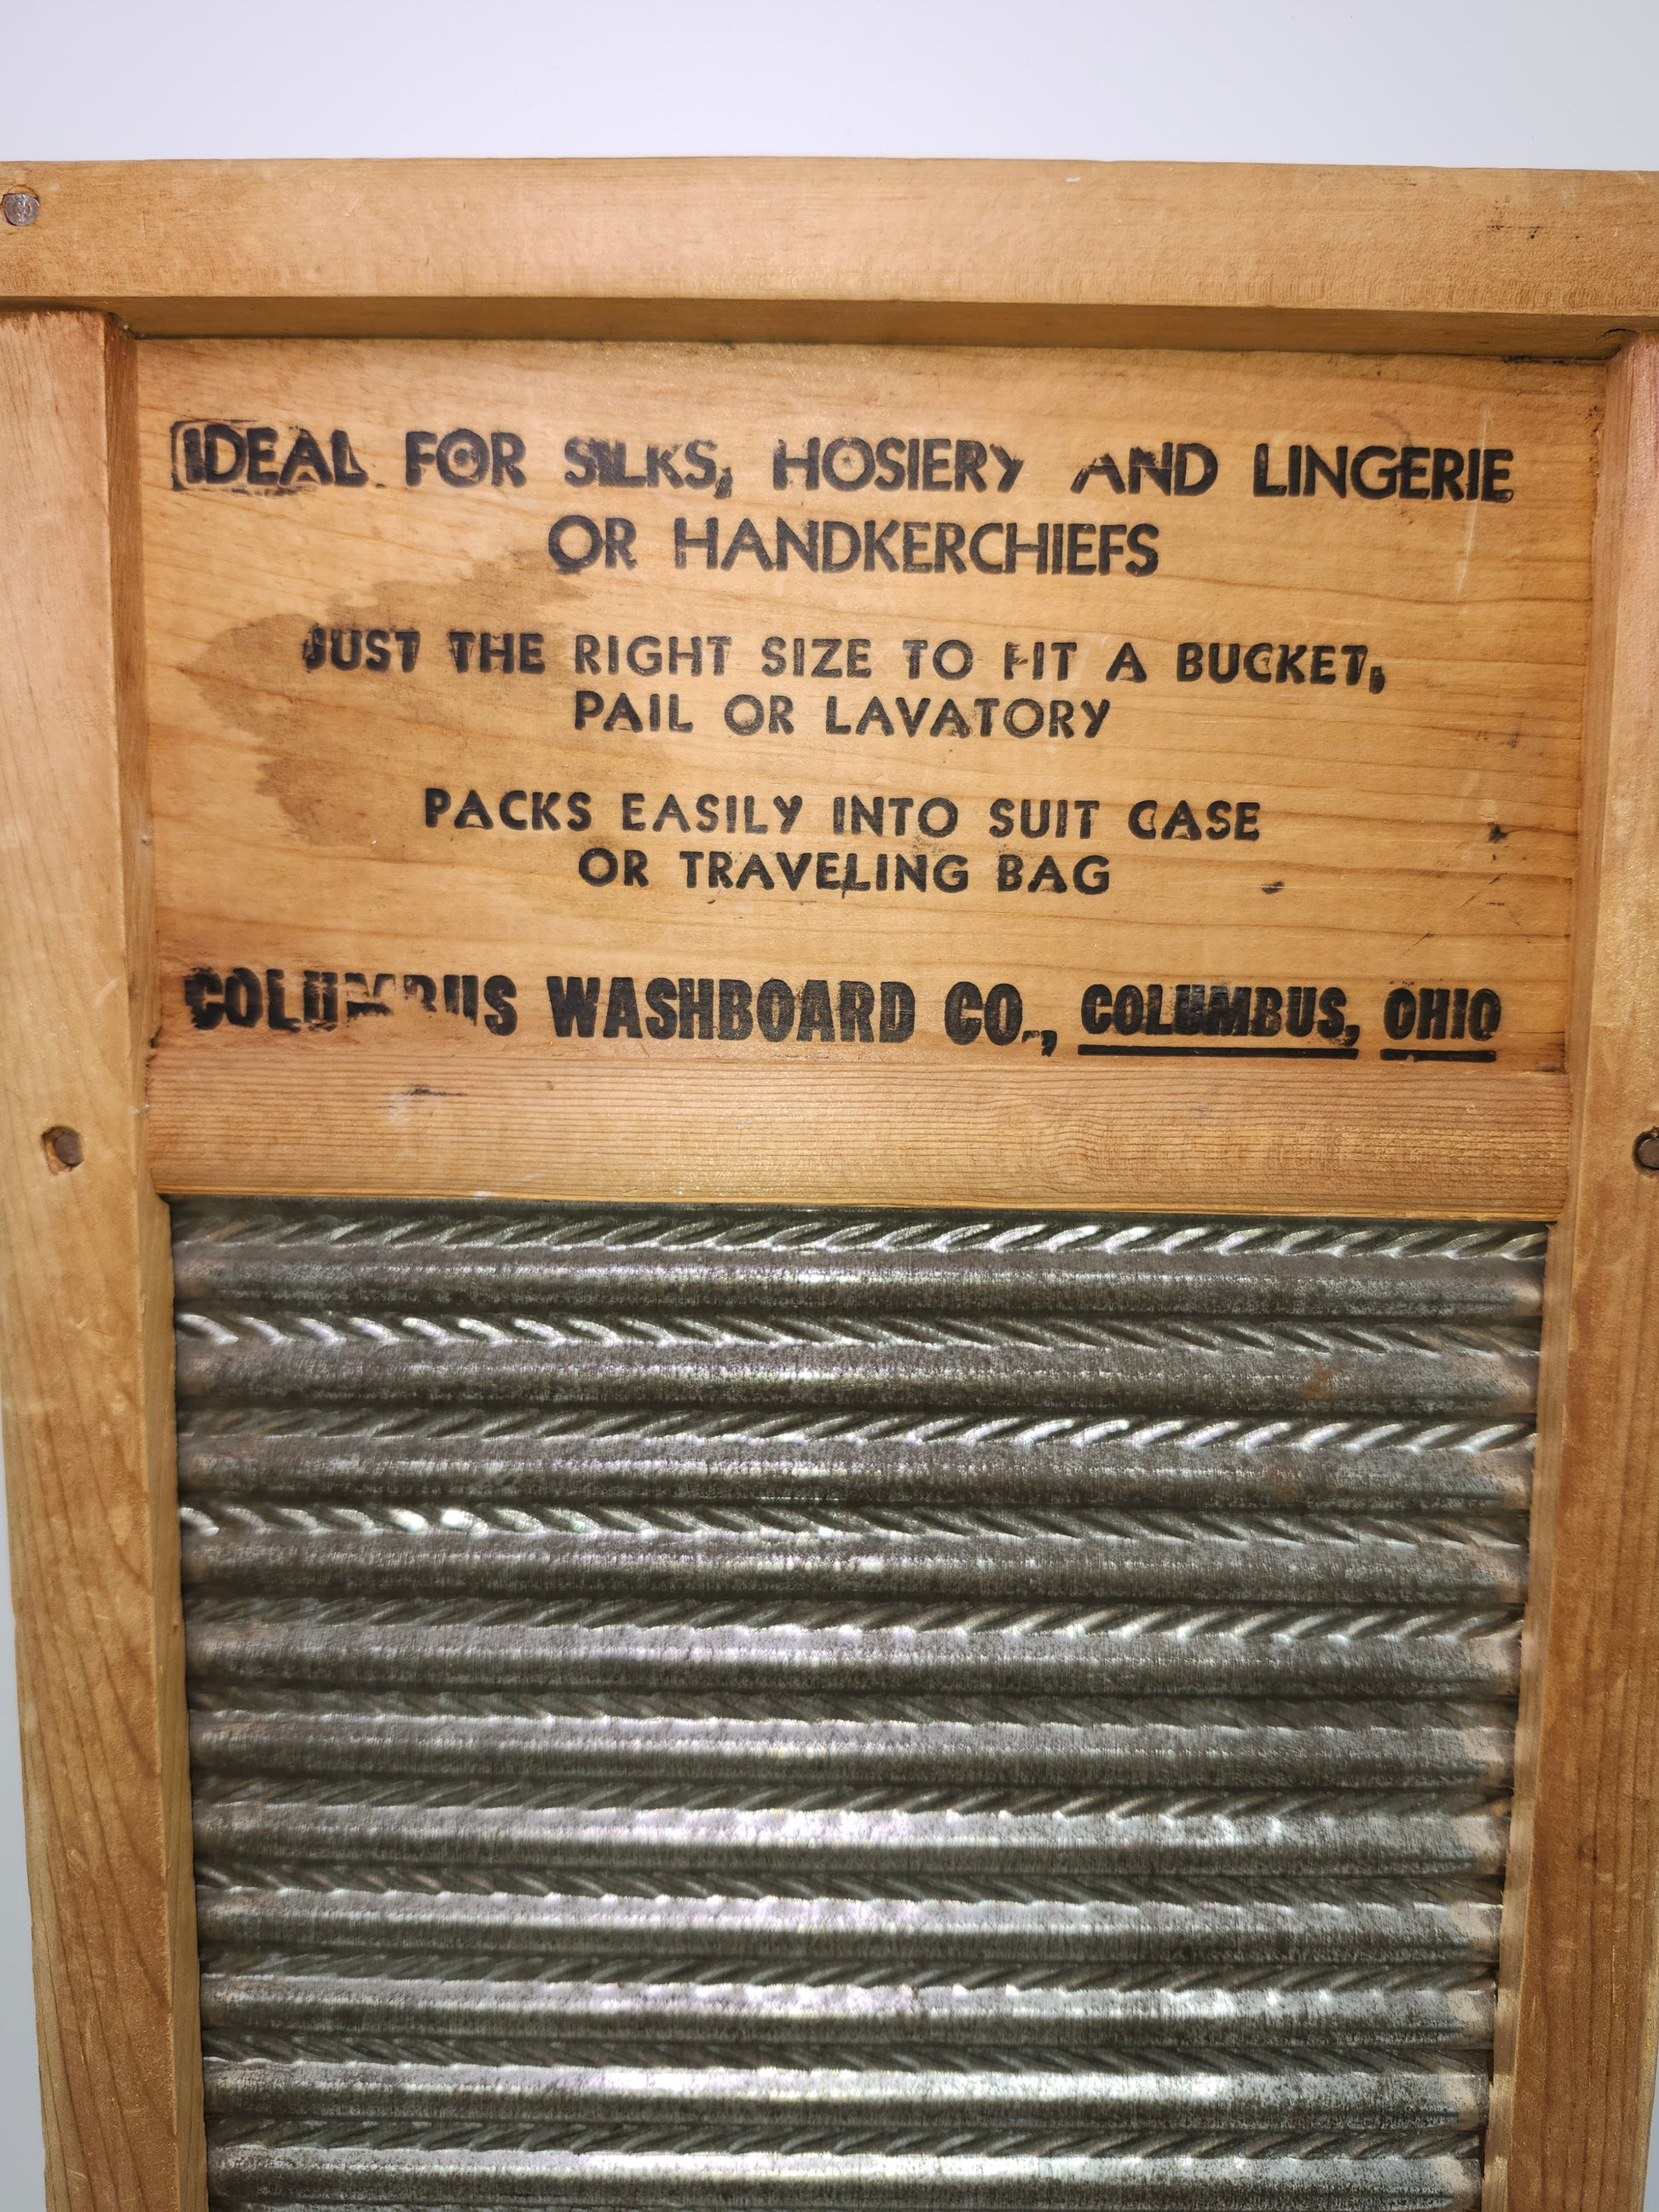 IDEAL FOR SILKS, HOSIERY AND LINGERIE
OR HANDKERCHIEFS
JUST THE RIGHT SIZE TO FIT A BUCKET,
PAIL OR LAVATORY
PACKS EASILY INTO SUIT CASE
OR TRAVELING BAG
COLUMBUS WASHBOARD CO., COLUMBUS, OHIO